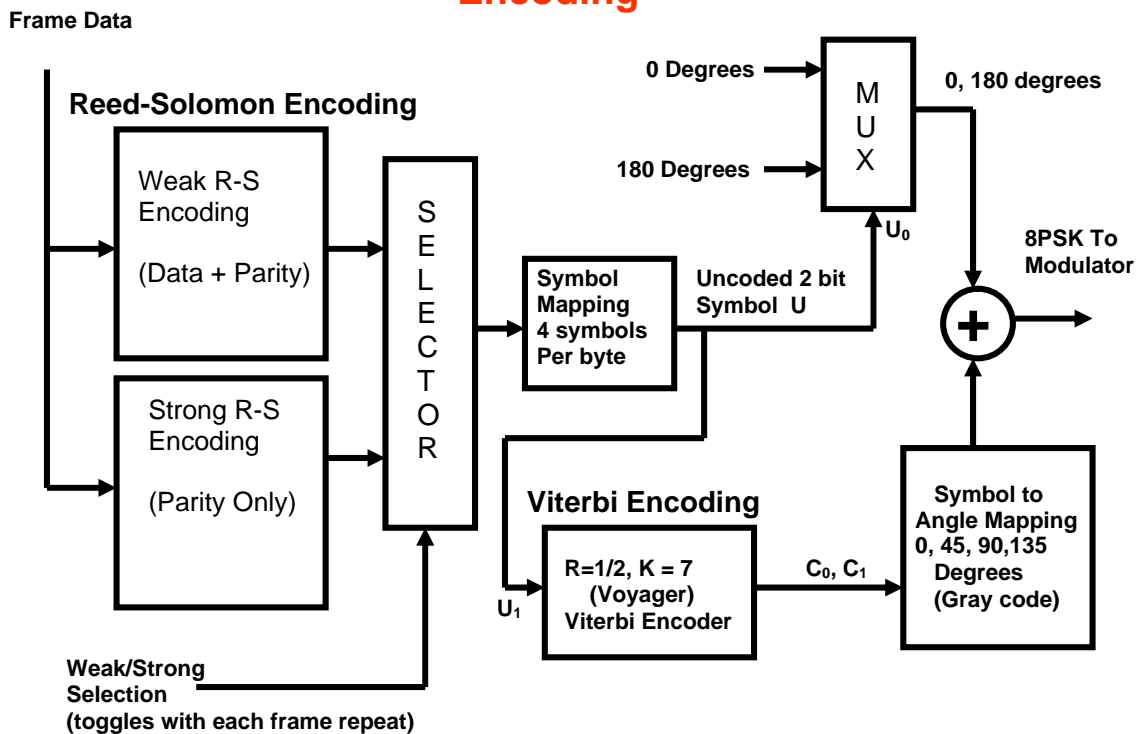 Encoding
Frame Data
0 Degrees
0, 180 degrees
M
U
X
Reed-Solomon Encoding
180 Degrees
Weak R-S
Encoding
(Data + Parity)
S
E
L
E
C
T
O
R
U₀
8PSK To
Modulator
Symbol
Mapping
4 symbols
Per byte
Uncoded 2 bit
Symbol U
+
Strong R-S
Encoding
(Parity Only)
Viterbi Encoding
Symbol to
Angle Mapping
0, 45, 90,135
Degrees
(Gray code)
R=1/2, K = 7
(Voyager)
Viterbi Encoder
C₀, C₁
U₁
Weak/Strong
Selection
(toggles with each frame repeat)